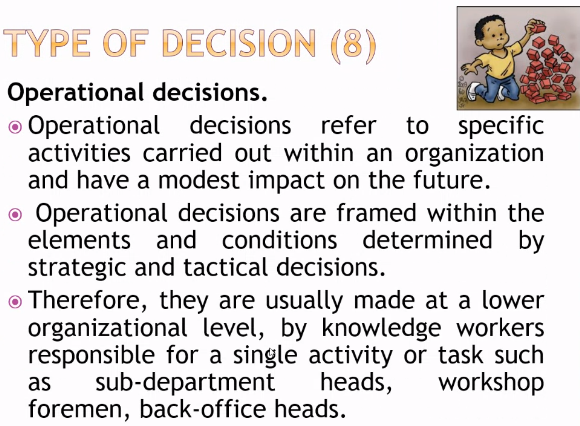 TYPE OF DECISION (8)
Operational decisions.
Operational decisions refer to specific
activities carried out within an organization
and have a modest impact on the future.
Operational decisions are framed within the
elements and conditions determined by
strategic and tactical decisions.
Therefore, they are usually made at a lower
organizational level, by knowledge workers
responsible for a single activity or task such
as sub-department heads, workshop
foremen, back-office heads.